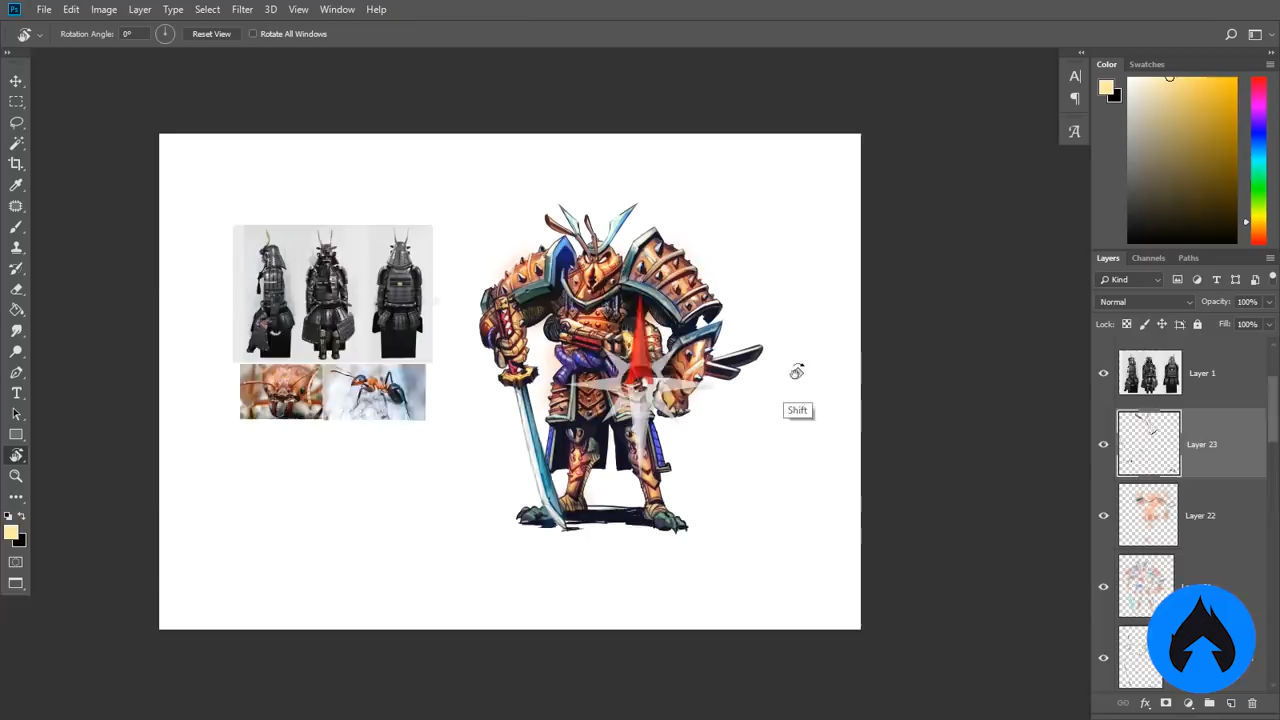 Ps File Edit Image Layer Type Select Filter 3D View Window Help
Rotation Angle: 0° Reset View Rotate All Windows
Color Swatches
Layers Channels Paths
Kind
Normal Opacity: 100%
Lock: Fill: 100%
Layer 1
Shift
Layer 23
Layer 22